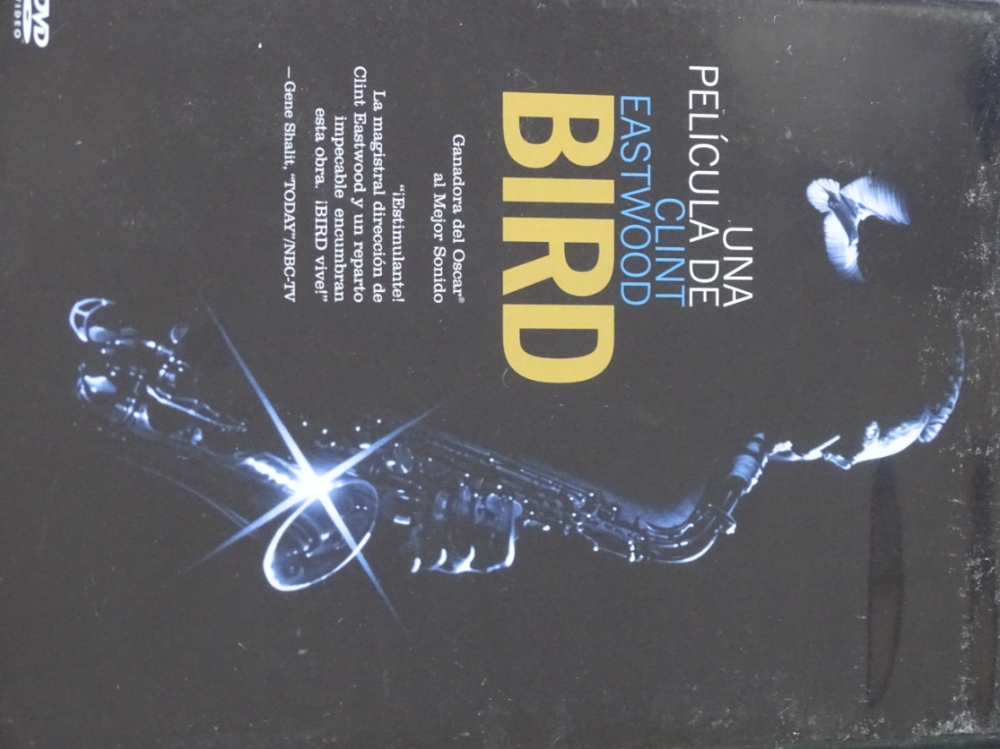 UNA
PELÍCULA DE
CLINT
EASTWOOD
BIRD
Ganadora del Oscar®
al Mejor Sonido
“¡Estimulante!
La magistral dirección de
Clint Eastwood y un reparto
impecable encumbran
esta obra. ¡BIRD vive!”
—Gene Shalit, “TODAY”/NBC-TV
DVD
VIDEO